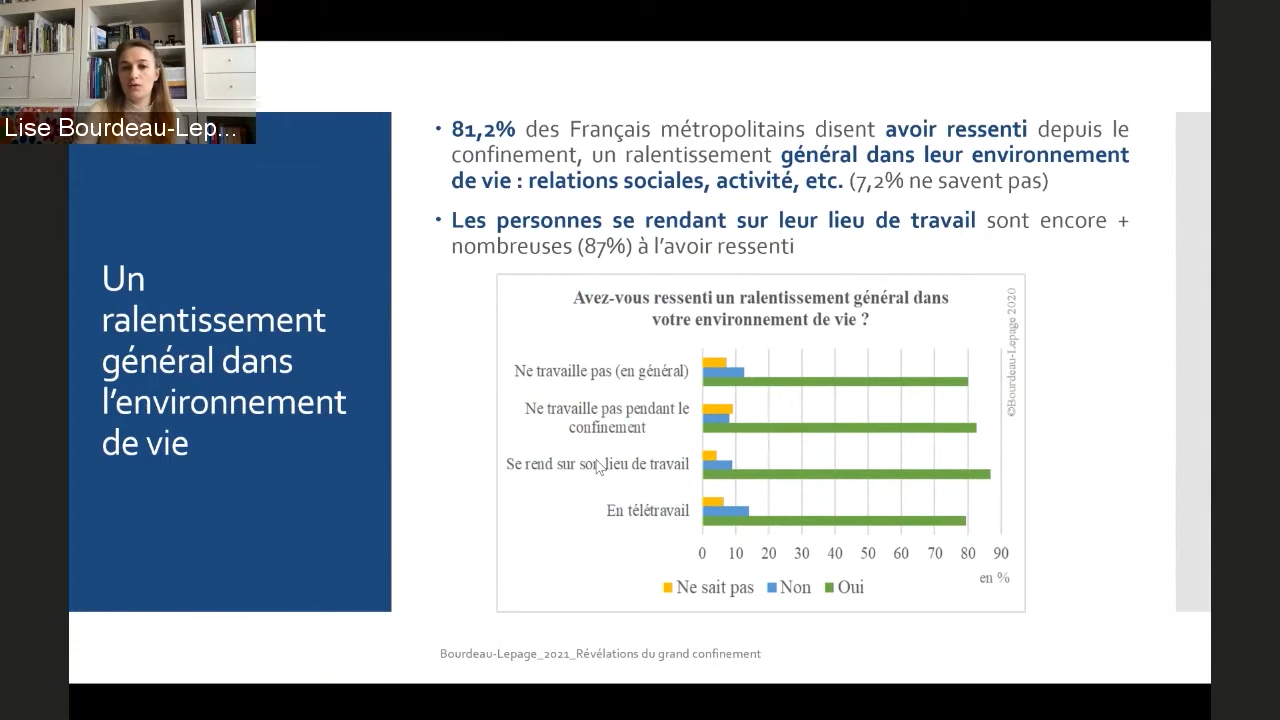 Lise Bourdeau-Lep...
Un
ralentissement
général dans
l’environnement
de vie
• 81,2% des Français métropolitains disent avoir ressenti depuis le
confinement, un ralentissement général dans leur environnement
de vie : relations sociales, activité, etc. (7,2% ne savent pas)
• Les personnes se rendant sur leur lieu de travail sont encore +
nombreuses (87%) à l’avoir ressenti
Avez-vous ressenti un ralentissement général dans
votre environnement de vie ?
©Bourdeau-Lepage 2020
Ne travaille pas (en général)
Ne travaille pas pendant le
confinement
Se rend sur son lieu de travail
En télétravail
0 10 20 30 40 50 60 70 80 90
en %
Ne sait pas Non Oui
Bourdeau-Lepage_2021_Révélations du grand confinement